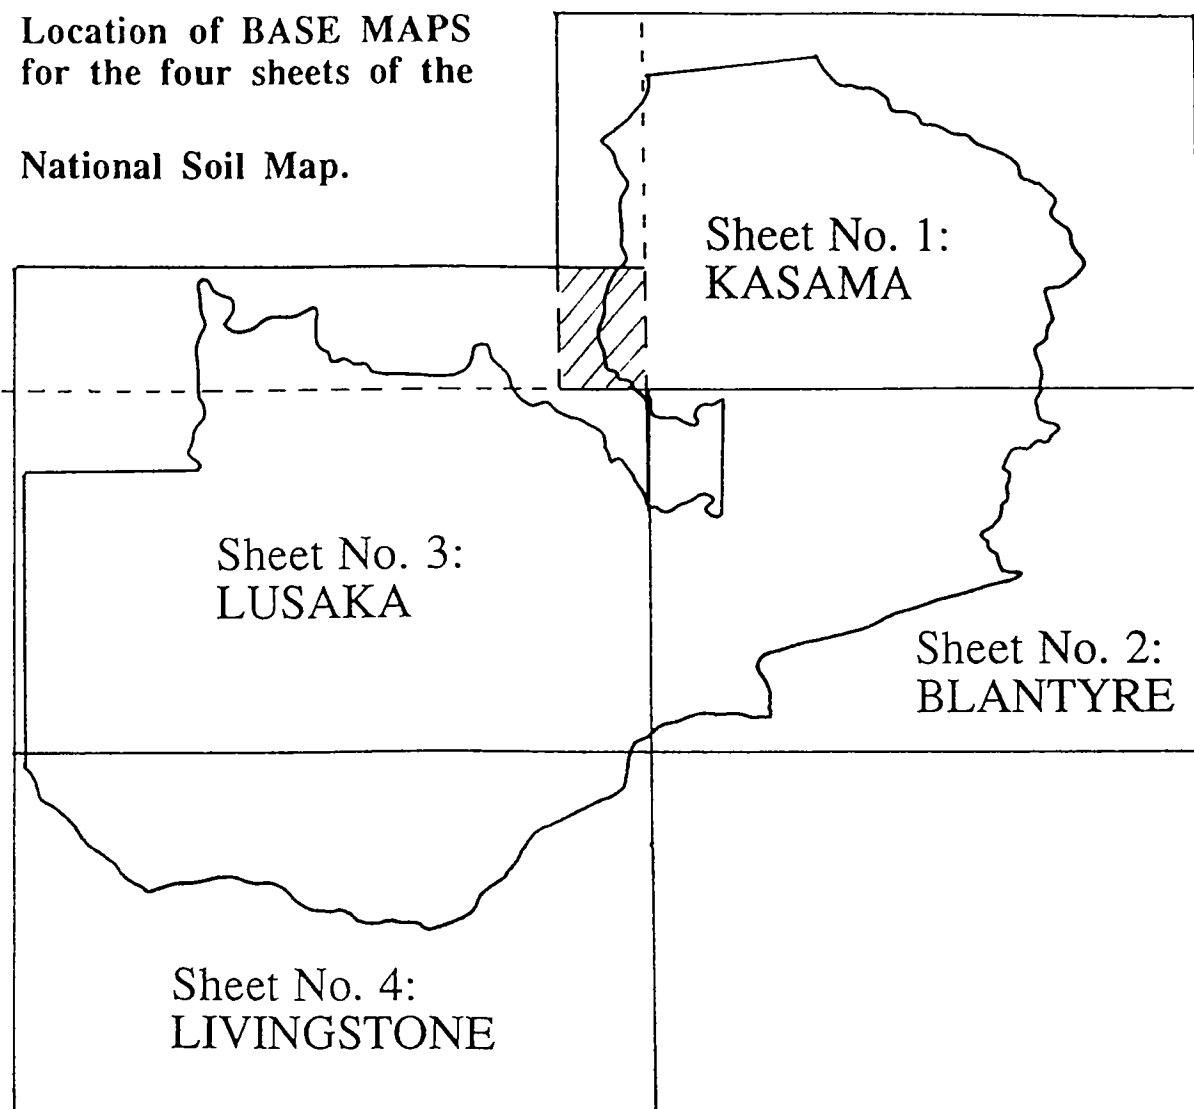 Location of BASE MAPS
for the four sheets of the
National Soil Map.
Sheet No. 1:
KASAMA
Sheet No. 3:
LUSAKA
Sheet No. 2:
BLANTYRE
Sheet No. 4:
LIVINGSTONE